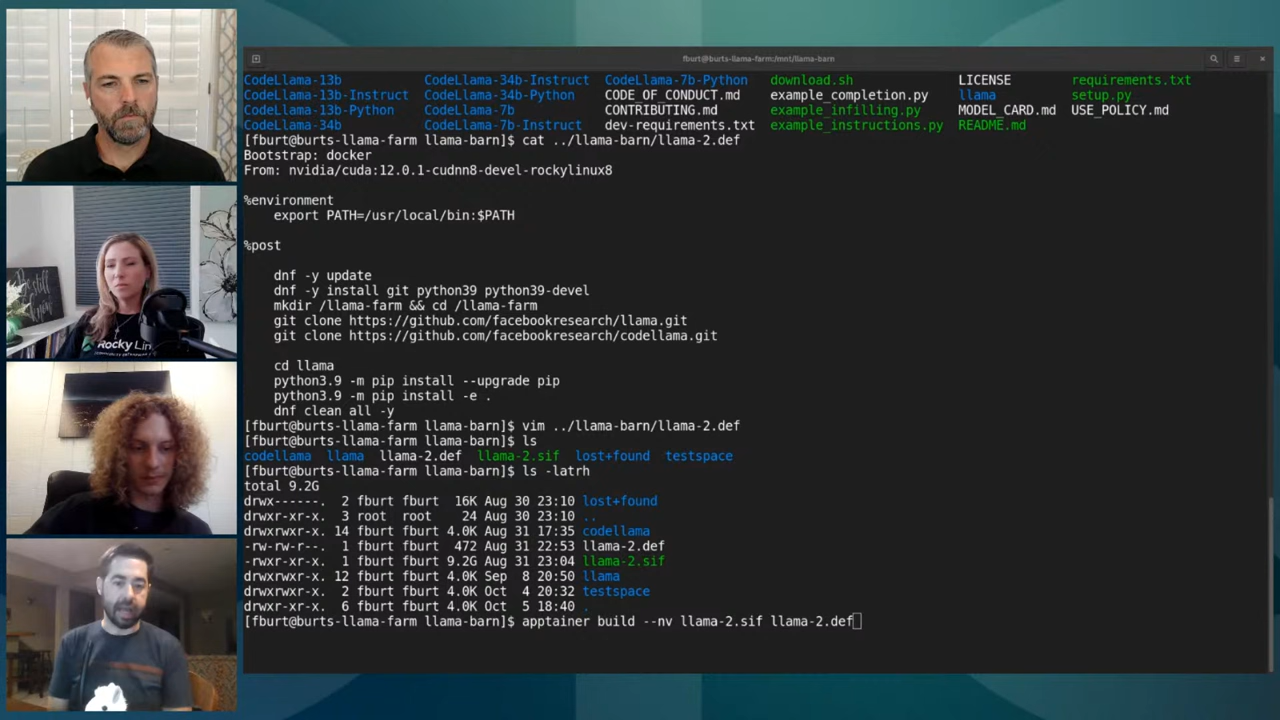 fburt@burts-llama-farm:/mnt/llama-barn
CodeLlama-13b CodeLlama-34b-Instruct CodeLlama-7b-Python download.sh LICENSE requirements.txt
CodeLlama-13b-Instruct CodeLlama-34b-Python CODE_OF_CONDUCT.md example_completion.py llama setup.py
CodeLlama-13b-Python CodeLlama-7b CONTRIBUTING.md example_infilling.py MODEL_CARD.md USE_POLICY.md
CodeLlama-34b CodeLlama-7b-Instruct dev-requirements.txt example_instructions.py README.md
[fburt@burts-llama-farm llama-barn]$ cat ../llama-barn/llama-2.def
Bootstrap: docker
From: nvidia/cuda:12.0.1-cudnn8-devel-rockylinux8
%environment
export PATH=/usr/local/bin:$PATH
%post
dnf -y update
dnf -y install git python39 python39-devel
mkdir /llama-farm && cd /llama-farm
git clone https://github.com/facebookresearch/llama.git
git clone https://github.com/facebookresearch/codellama.git
cd llama
python3.9 -m pip install --upgrade pip
python3.9 -m pip install -e .
dnf clean all -y
[fburt@burts-llama-farm llama-barn]$ vim ../llama-barn/llama-2.def
[fburt@burts-llama-farm llama-barn]$ ls
codellama llama llama-2.def llama-2.sif lost+found testspace
[fburt@burts-llama-farm llama-barn]$ ls -latrh
total 9.2G
drwx------. 2 fburt fburt 16K Aug 30 23:10 lost+found
drwxr-xr-x. 3 root root 24 Aug 30 23:10 ..
drwxrwxr-x. 14 fburt fburt 4.0K Aug 31 17:35 codellama
-rw-rw-r--. 1 fburt fburt 472 Aug 31 22:53 llama-2.def
-rwxr-xr-x. 1 fburt fburt 9.2G Aug 31 23:04 llama-2.sif
drwxrwxr-x. 12 fburt fburt 4.0K Sep 8 20:50 llama
drwxrwxr-x. 2 fburt fburt 4.0K Oct 4 20:32 testspace
drwxr-xr-x. 6 fburt fburt 4.0K Oct 5 18:40 .
[fburt@burts-llama-farm llama-barn]$ apptainer build --nv llama-2.sif llama-2.def
Be still
Rocky Lin